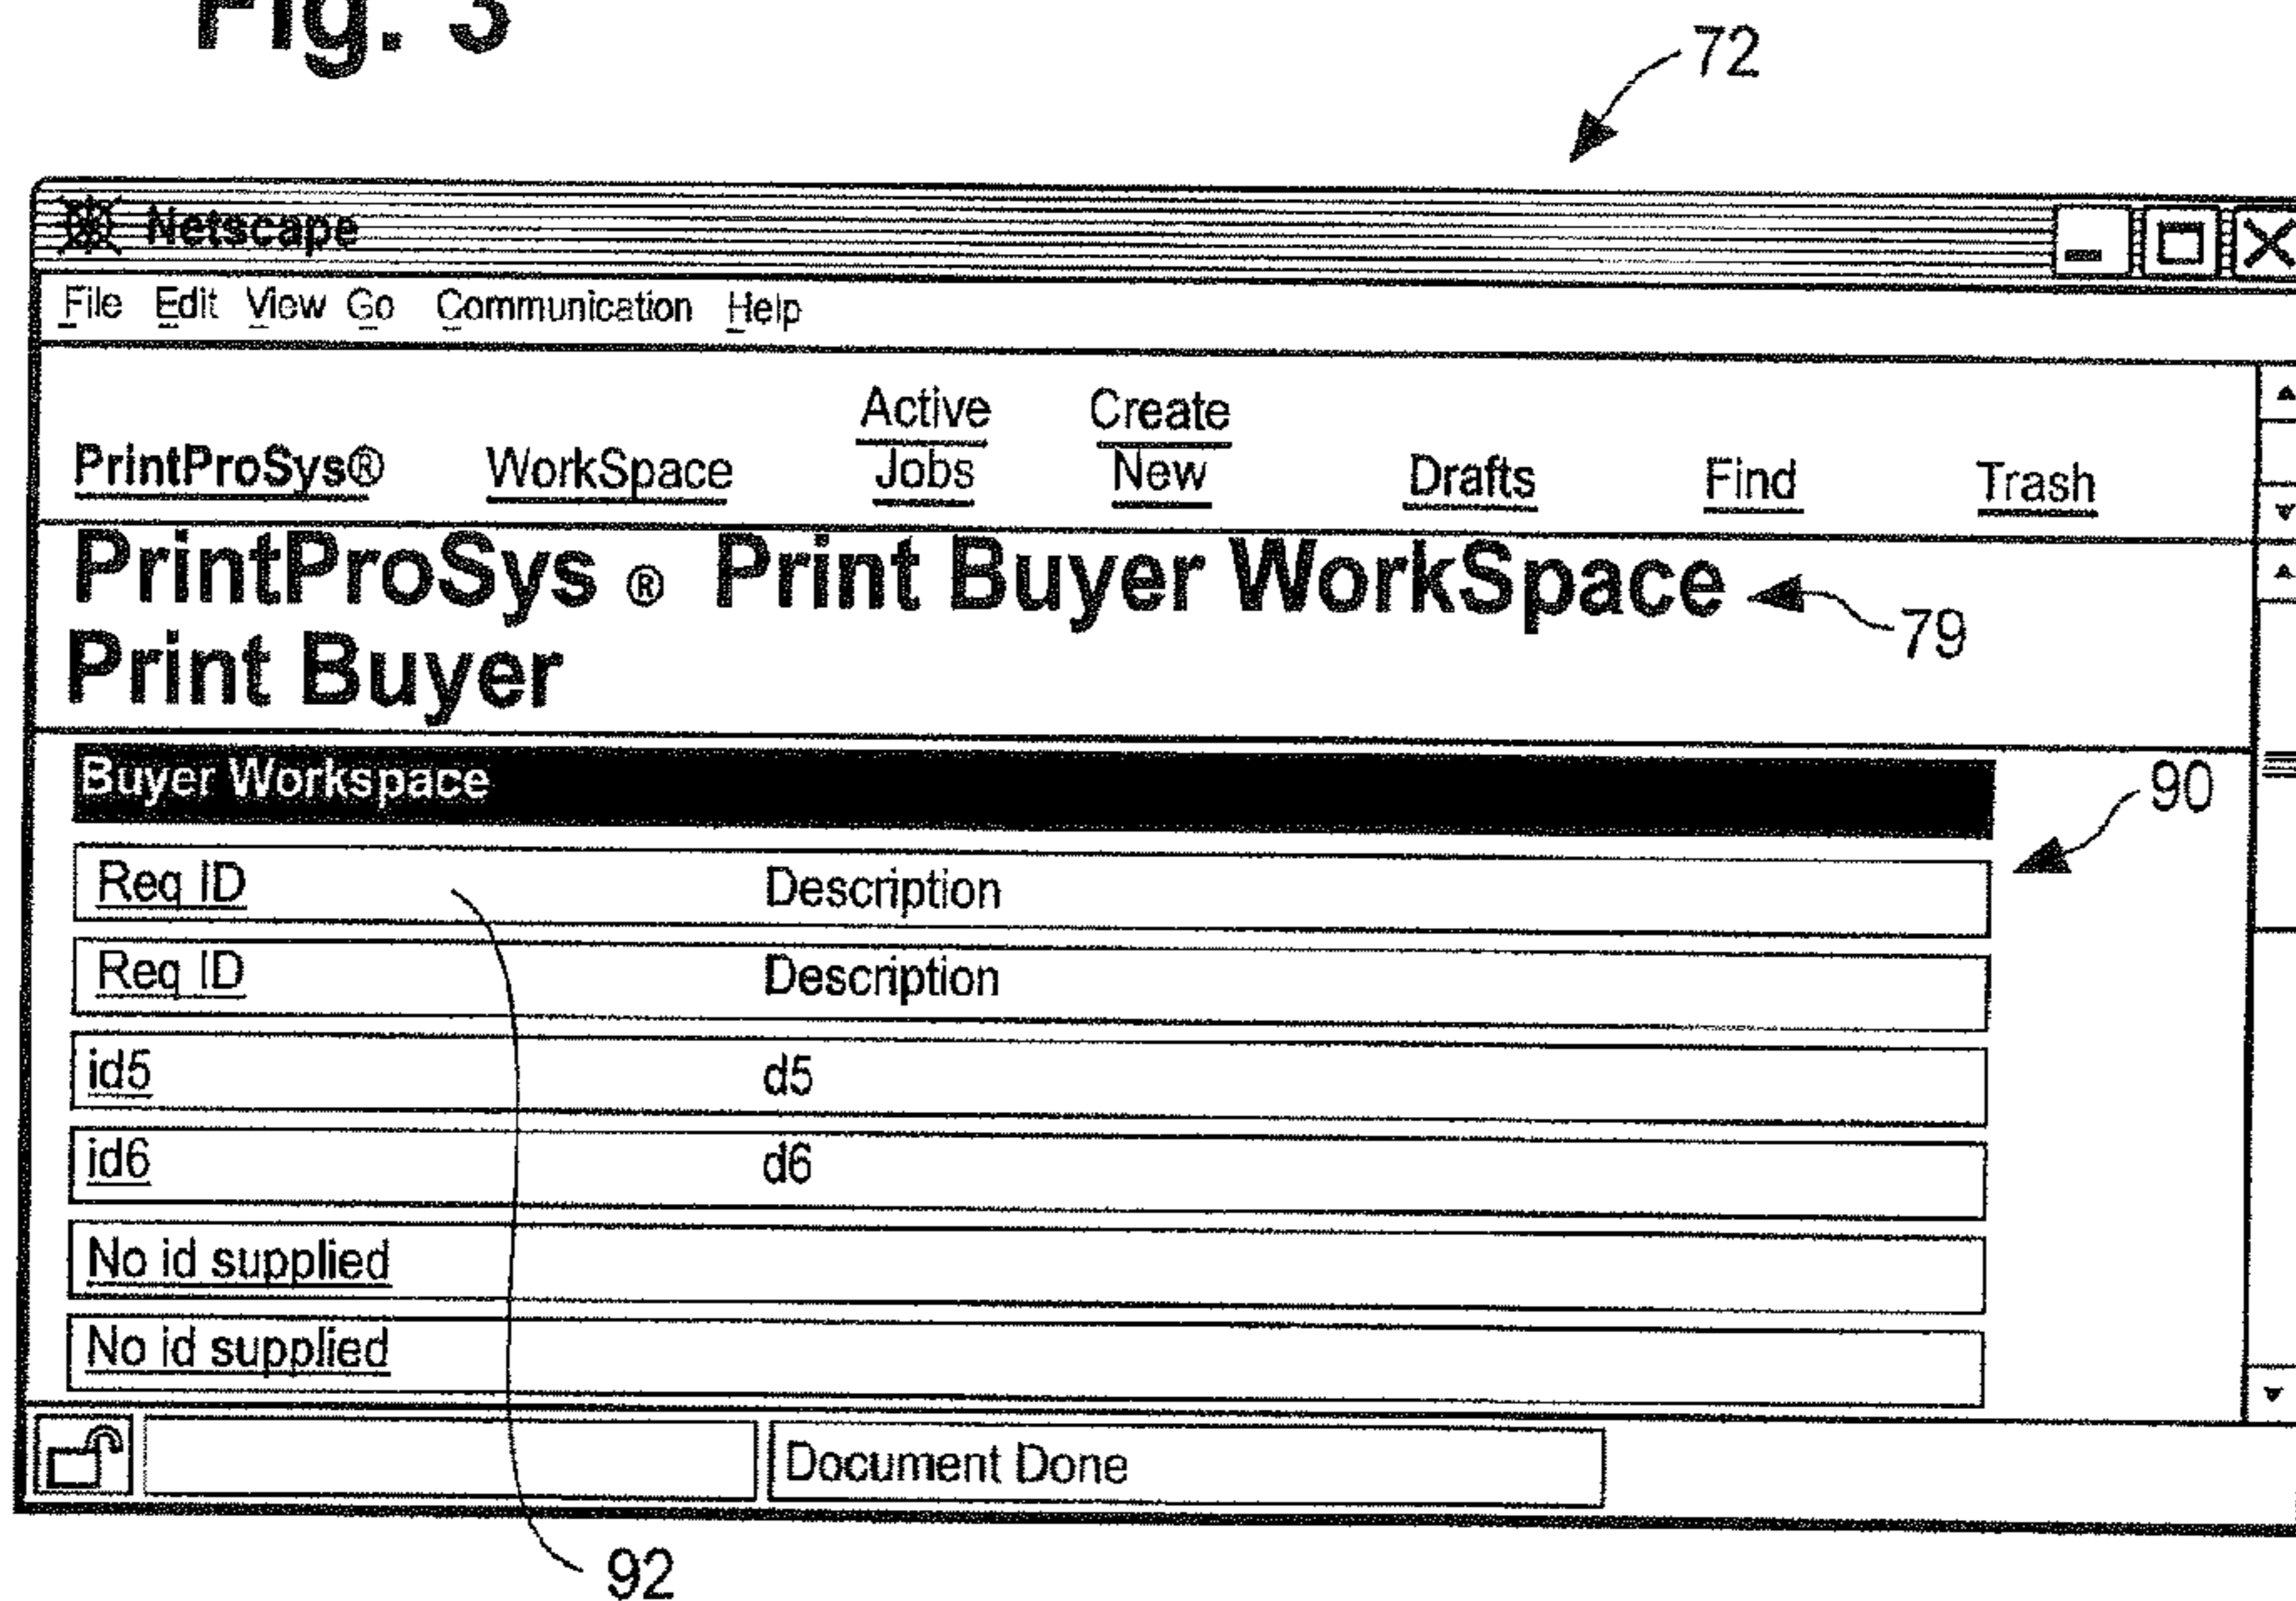 Fig. 3
72
Netscape
File Edit View Go Communication Help
Active Create
PrintProSys® WorkSpace Jobs New Drafts Find Trash
PrintProSys ® Print Buyer WorkSpace
79
Print Buyer
Buyer Workspace
90
Req ID Description
Req ID Description
id5 d5
id6 d6
No id supplied
No id supplied
Document Done
92